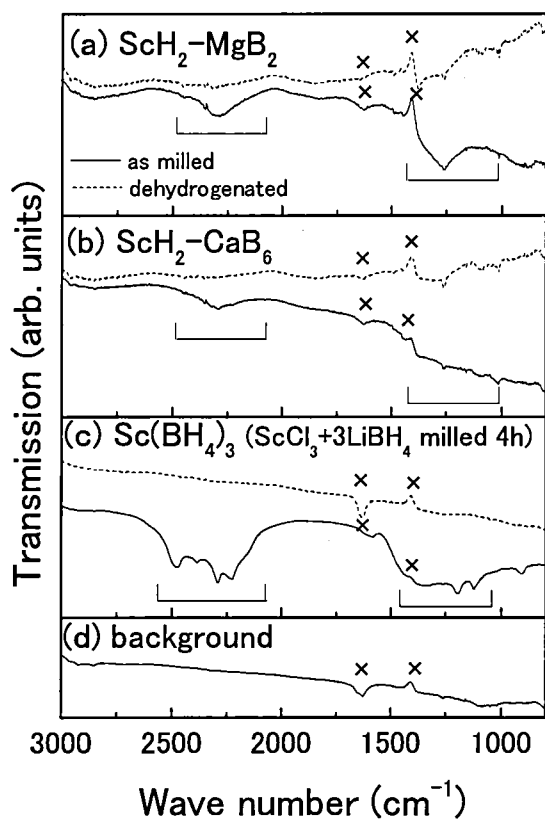 (a) ScH₂-MgB₂
× ×
× ×
as milled
dehydrogenated
(b) ScH₂-CaB₆
× ×
× ×
(c) Sc(BH₄)₃ (ScCl₃+3LiBH₄ milled 4h)
× ×
× ×
(d) background
× ×
3000 2500 2000 1500 1000
Wave number (cm⁻¹)
Transmission (arb. units)